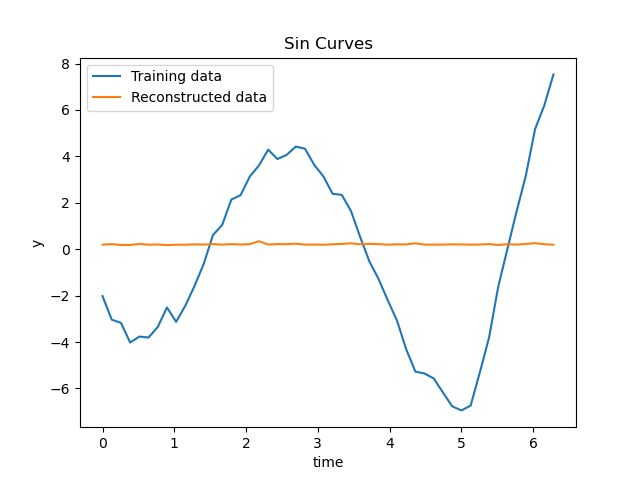 Sin Curves
Training data
Reconstructed data
8
6
4
2
0
−2
−4
−6
y
0 1 2 3 4 5 6
time